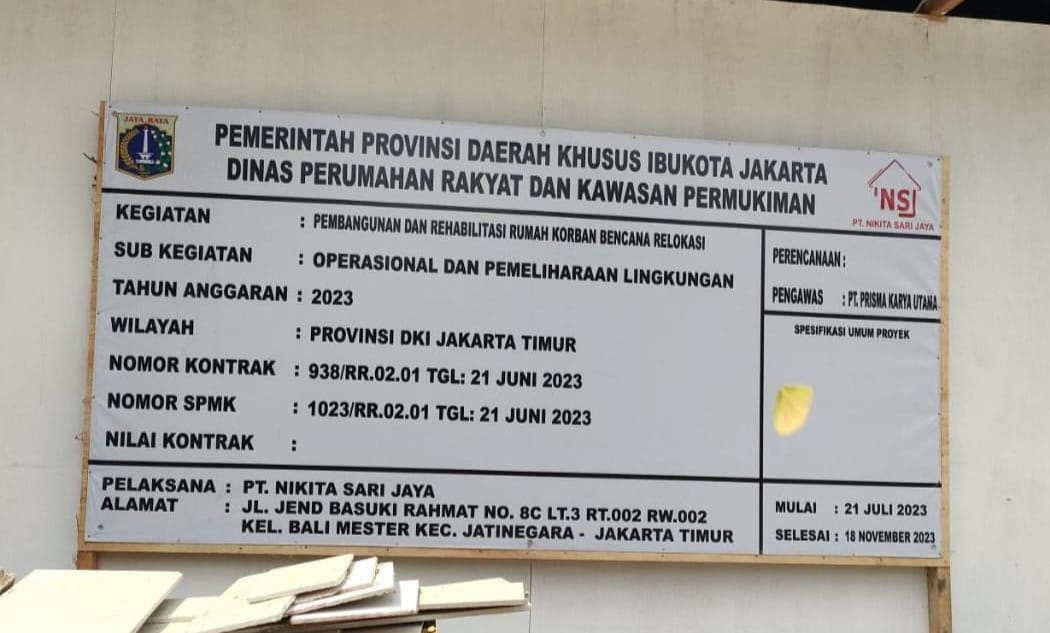 JAYA RAYA
PEMERINTAH PROVINSI DAERAH KHUSUS IBUKOTA JAKARTA
DINAS PERUMAHAN RAKYAT DAN KAWASAN PERMUKIMAN
NSJ
PT. NIKITA SARI JAYA
KEGIATAN : PEMBANGUNAN DAN REHABILITASI RUMAH KORBAN BENCANA RELOKASI
SUB KEGIATAN : OPERASIONAL DAN PEMELIHARAAN LINGKUNGAN
TAHUN ANGGARAN : 2023
WILAYAH : PROVINSI DKI JAKARTA TIMUR
NOMOR KONTRAK : 938/RR.02.01 TGL: 21 JUNI 2023
NOMOR SPMK : 1023/RR.02.01 TGL: 21 JUNI 2023
NILAI KONTRAK :
PERENCANAAN :
PENGAWAS : PT. PRISMA KARYA UTAMA
SPESIFIKASI UMUM PROYEK
PELAKSANA : PT. NIKITA SARI JAYA
ALAMAT : JL. JEND BASUKI RAHMAT NO. 8C LT.3 RT.002 RW.002
KEL. BALI MESTER KEC. JATINEGARA - JAKARTA TIMUR
MULAI : 21 JULI 2023
SELESAI : 18 NOVEMBER 2023